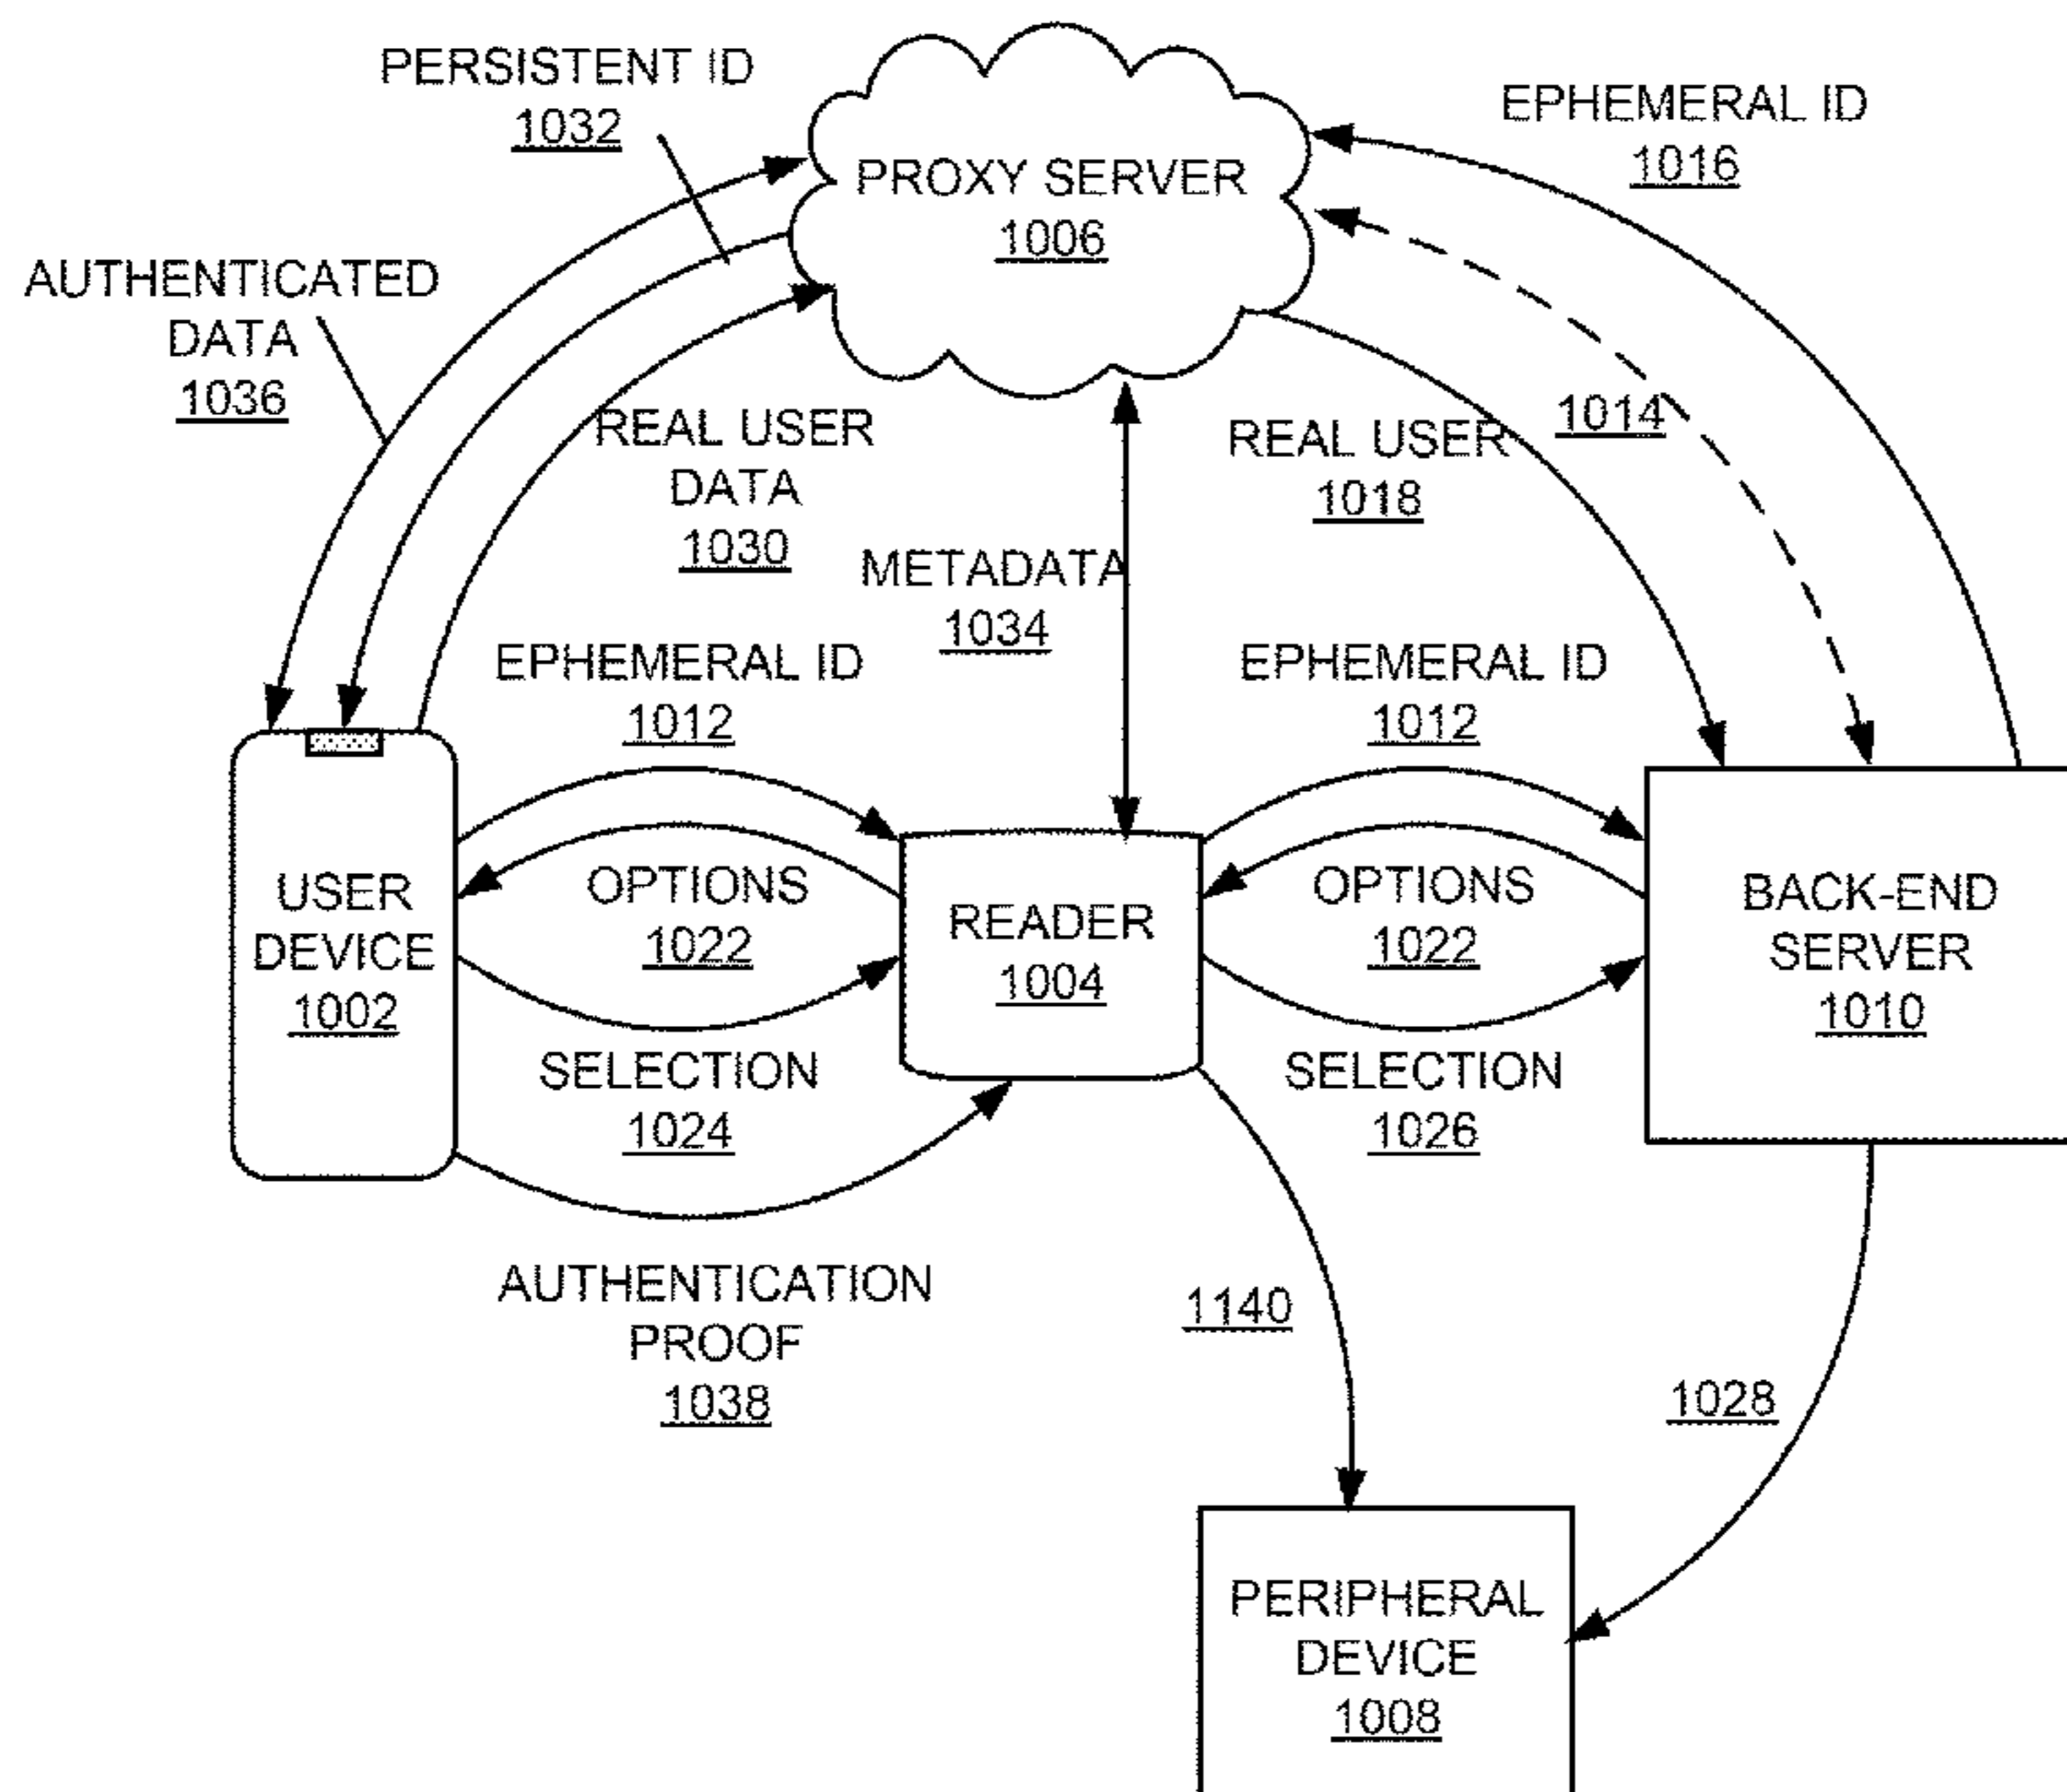 PERSISTENT ID
1032
EPHEMERAL ID
1016
PROXY SERVER
1006
AUTHENTICATED
DATA
1036
REAL USER
DATA
1030
REAL USER
1018
1014
METADATA
1034
EPHEMERAL ID
1012
EPHEMERAL ID
1012
USER
DEVICE
1002
OPTIONS
1022
READER
1004
OPTIONS
1022
BACK-END
SERVER
1010
SELECTION
1024
SELECTION
1026
AUTHENTICATION
PROOF
1038
1140
1028
PERIPHERAL
DEVICE
1008